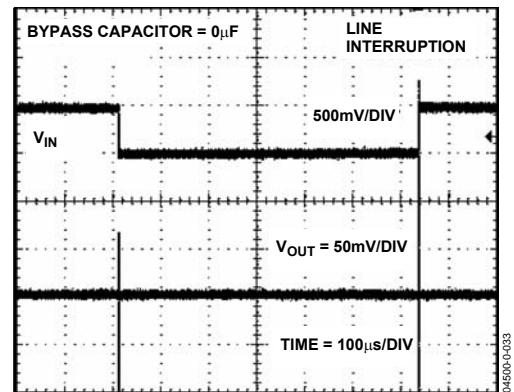 BYPASS CAPACITOR = 0μF
LINE
INTERRUPTION
500mV/DIV
VIN
VOUT = 50mV/DIV
TIME = 100μs/DIV
04500-0-033